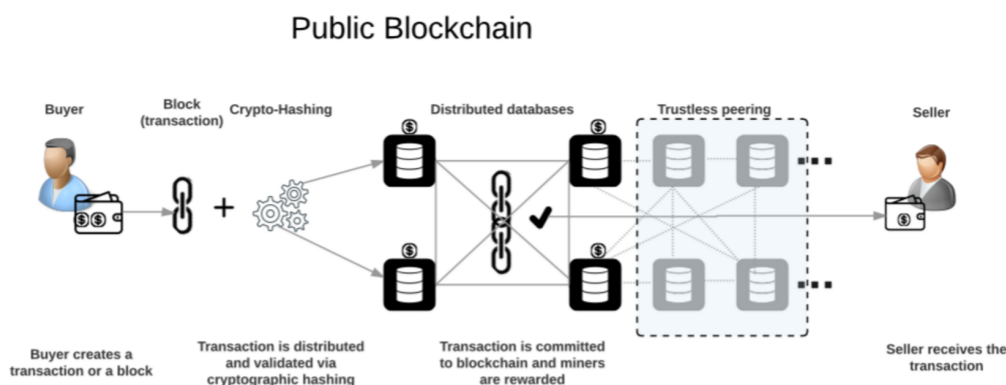 Public Blockchain
Buyer
Block
(transaction)
Crypto-Hashing
Distributed databases
Trustless peering
Seller
$
$
$ $
$
$
$
Buyer creates a
transaction or a block
Transaction is distributed
and validated via
cryptographic hashing
Transaction is committed
to blockchain and miners
are rewarded
Seller receives the
transaction